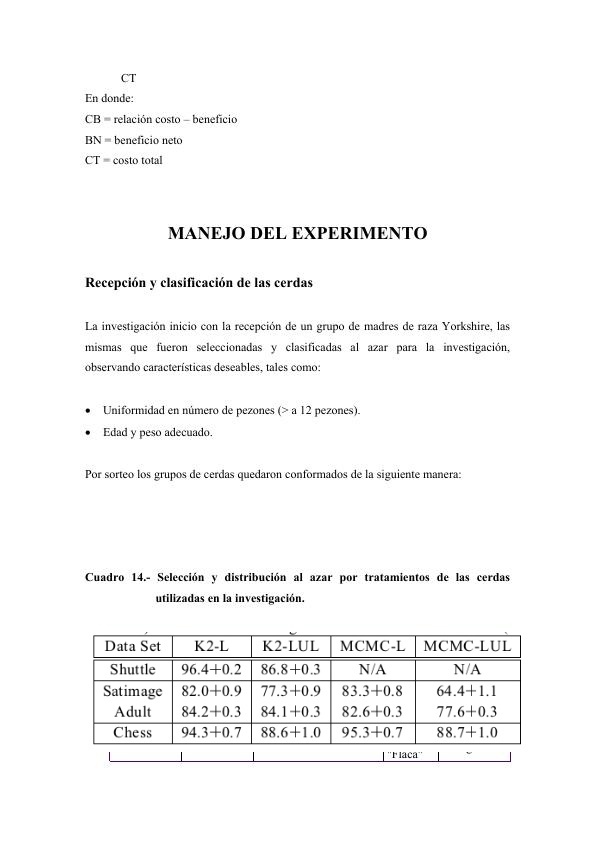 CT
En donde:
CB = relación costo – beneficio
BN = beneficio neto
CT = costo total
MANEJO DEL EXPERIMENTO
Recepción y clasificación de las cerdas
La investigación inicio con la recepción de un grupo de madres de raza Yorkshire, las
mismas que fueron seleccionadas y clasificadas al azar para la investigación,
observando características deseables, tales como:
• Uniformidad en número de pezones (> a 12 pezones).
• Edad y peso adecuado.
Por sorteo los grupos de cerdas quedaron conformados de la siguiente manera:
Cuadro 14.- Selección y distribución al azar por tratamientos de las cerdas
utilizadas en la investigación.
Data Set K2-L K2-LUL MCMC-L MCMC-LUL
Shuttle 96.4+0.2 86.8+0.3 N/A N/A
Satimage 82.0+0.9 77.3+0.9 83.3+0.8 64.4+1.1
Adult 84.2+0.3 84.1+0.3 82.6+0.3 77.6+0.3
Chess 94.3+0.7 88.6+1.0 95.3+0.7 88.7+1.0
"Flaca"